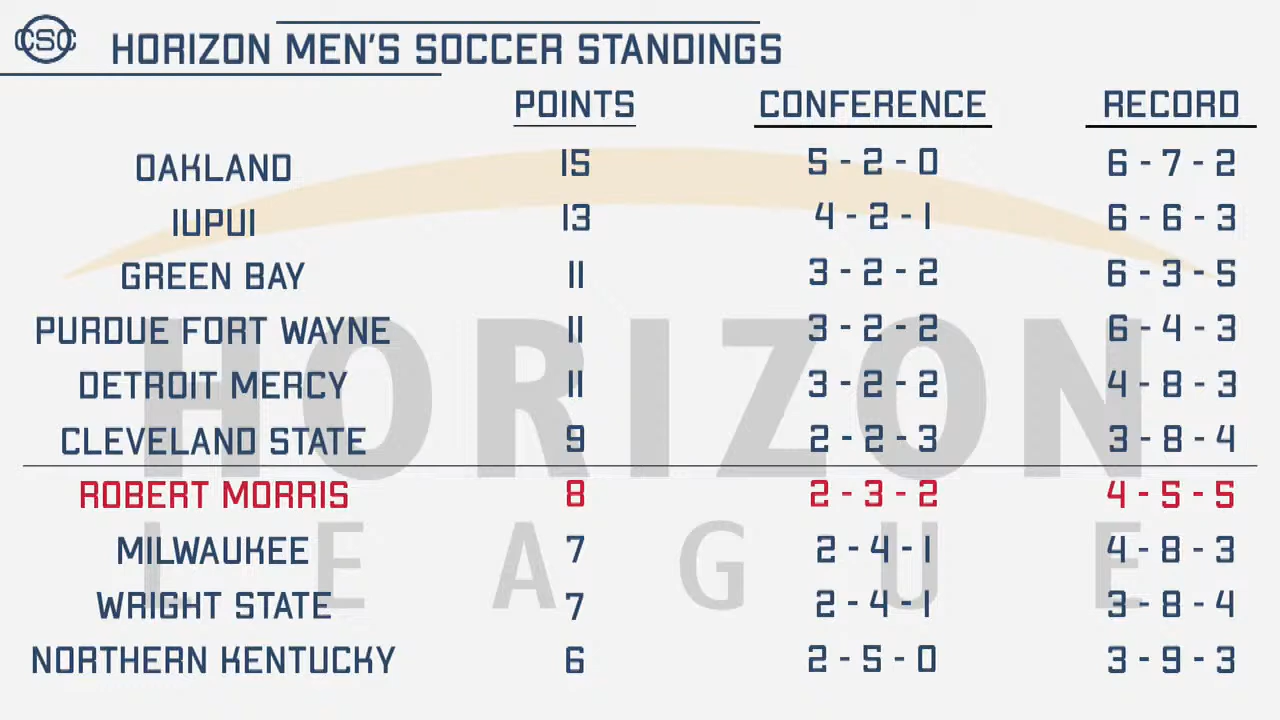 CSC
HORIZON MEN'S SOCCER STANDINGS
POINTS CONFERENCE RECORD
OAKLAND 15 5 - 2 - 0 6 - 7 - 2
IUPUI 13 4 - 2 - 1 6 - 6 - 3
GREEN BAY 11 3 - 2 - 2 6 - 3 - 5
PURDUE FORT WAYNE 11 3 - 2 - 2 6 - 4 - 3
DETROIT MERCY 11 3 - 2 - 2 4 - 8 - 3
CLEVELAND STATE 9 2 - 2 - 3 3 - 8 - 4
ROBERT MORRIS 8 2 - 3 - 2 4 - 5 - 5
MILWAUKEE 7 2 - 4 - 1 4 - 8 - 3
WRIGHT STATE 7 2 - 4 - 1 3 - 8 - 4
NORTHERN KENTUCKY 6 2 - 5 - 0 3 - 9 - 3
HORIZON
LEAGUE